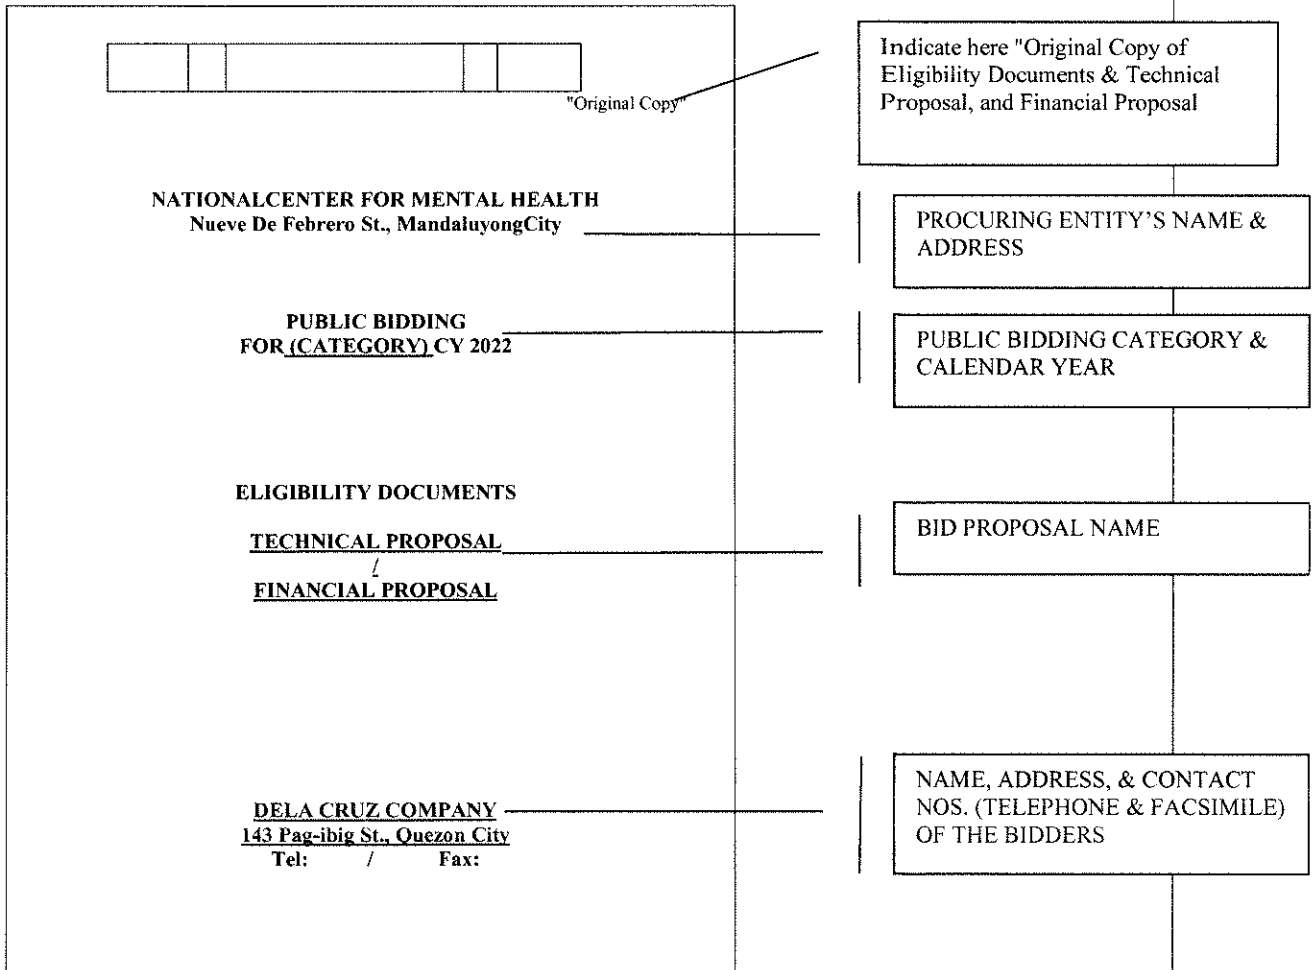 "Original Copy"
Indicate here "Original Copy of
Eligibility Documents & Technical
Proposal, and Financial Proposal
NATIONALCENTER FOR MENTAL HEALTH
Nueve De Febrero St., MandaluyongCity
PROCURING ENTITY'S NAME &
ADDRESS
PUBLIC BIDDING
FOR (CATEGORY) CY 2022
PUBLIC BIDDING CATEGORY &
CALENDAR YEAR
ELIGIBILITY DOCUMENTS
TECHNICAL PROPOSAL
/
FINANCIAL PROPOSAL
BID PROPOSAL NAME
DELA CRUZ COMPANY
143 Pag-ibig St., Quezon City
Tel: / Fax:
NAME, ADDRESS, & CONTACT
NOS. (TELEPHONE & FACSIMILE)
OF THE BIDDERS